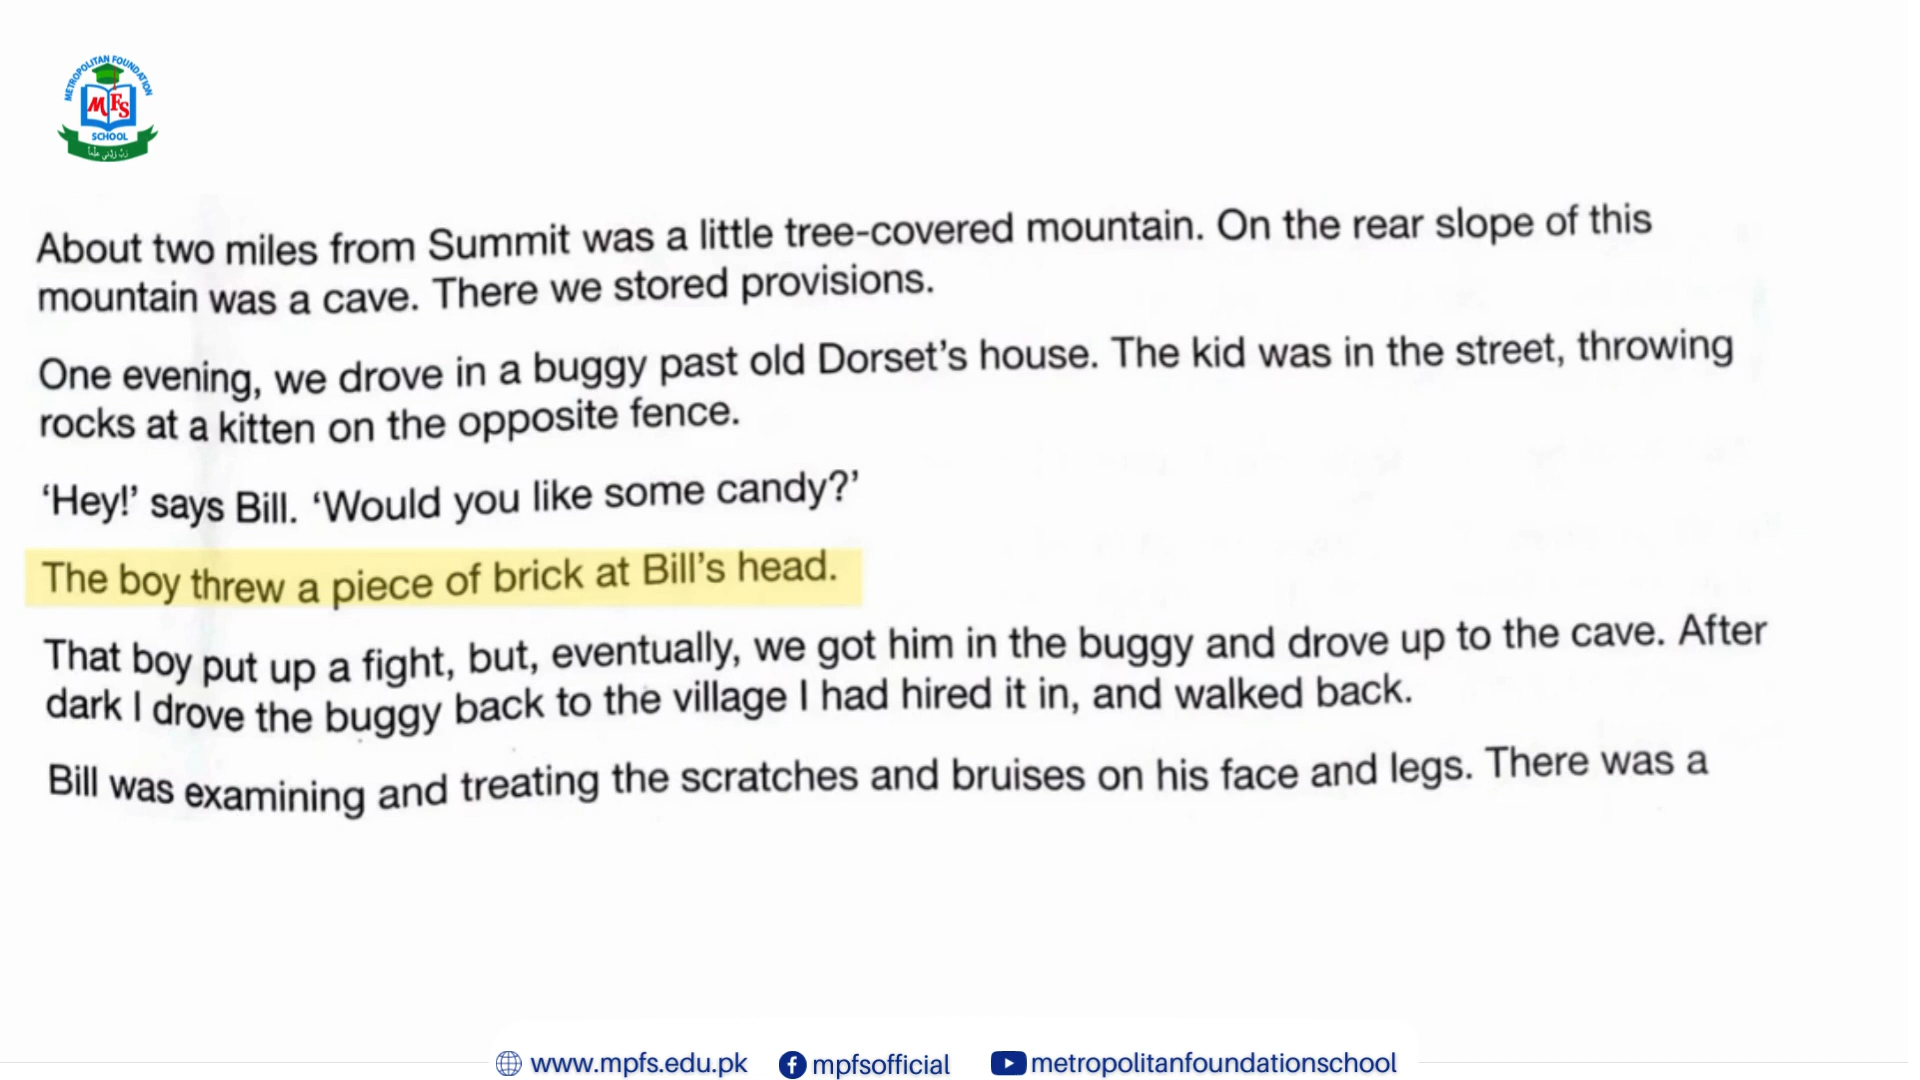 METROPOLITAN FOUNDATION
MFS
SCHOOL
رَبِّ زِدْنِي عِلْماً
About two miles from Summit was a little tree-covered mountain. On the rear slope of this
mountain was a cave. There we stored provisions.
One evening, we drove in a buggy past old Dorset’s house. The kid was in the street, throwing
rocks at a kitten on the opposite fence.
‘Hey!’ says Bill. ‘Would you like some candy?’
The boy threw a piece of brick at Bill’s head.
That boy put up a fight, but, eventually, we got him in the buggy and drove up to the cave. After
dark I drove the buggy back to the village I had hired it in, and walked back.
Bill was examining and treating the scratches and bruises on his face and legs. There was a
www.mpfs.edu.pk mpfsofficial metropolitanfoundationschool